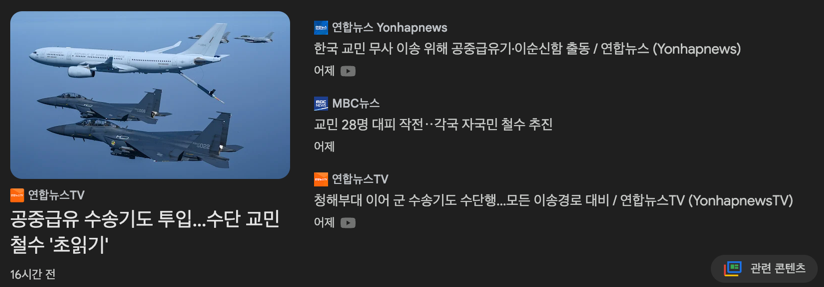 연합뉴스TV
공중급유 수송기도 투입...수단 교민
철수 '초읽기'
16시간 전
연합뉴스 Yonhapnews
한국 교민 무사 이송 위해 공중급유기·이순신함 출동 / 연합뉴스 (Yonhapnews)
어제
MBC뉴스
교민 28명 대피 작전‥각국 자국민 철수 추진
어제
연합뉴스TV
청해부대 이어 군 수송기도 수단행…모든 이송경로 대비 / 연합뉴스TV (YonhapnewsTV)
어제
관련 콘텐츠